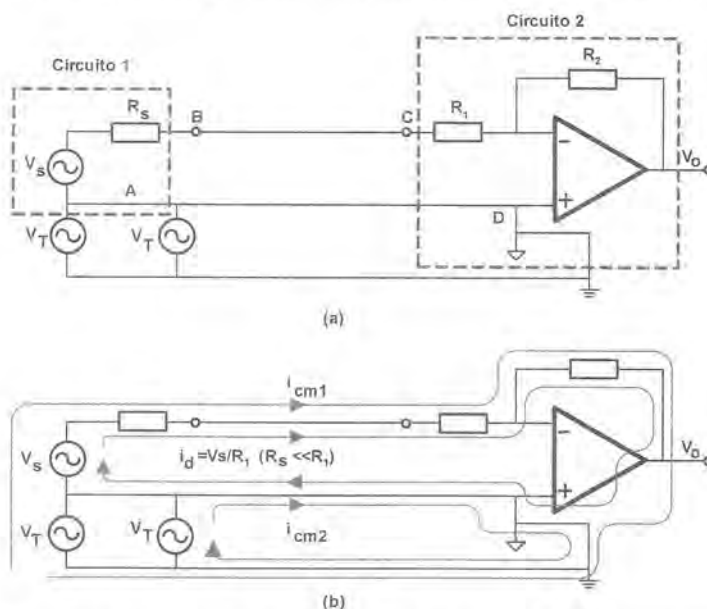 Circuito 2
Circuito 1
R2
Rs
B
C
R1
Vs
A
−
+
Vo
D
VT
VT
(a)
icm1
−
+
Vs
id =Vs/R1 (Rs <<R1)
Vo
VT
VT
icm2
(b)